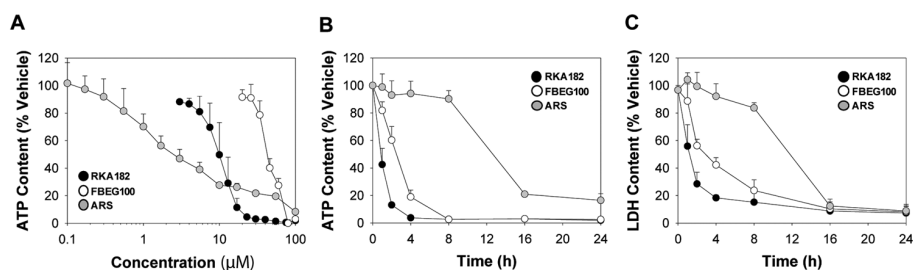 A
ATP Content (% Vehicle)
120
100
80
60
40
20
0
RKA182
FBEG100
ARS
0.1
1
10
100
Concentration (µM)
B
ATP Content (% Vehicle)
120
100
80
60
40
20
0
RKA182
FBEG100
ARS
0
4
8
12
16
20
24
Time (h)
C
LDH Content (% Vehicle)
120
100
80
60
40
20
0
RKA182
FBEG100
ARS
0
4
8
12
16
20
24
Time (h)